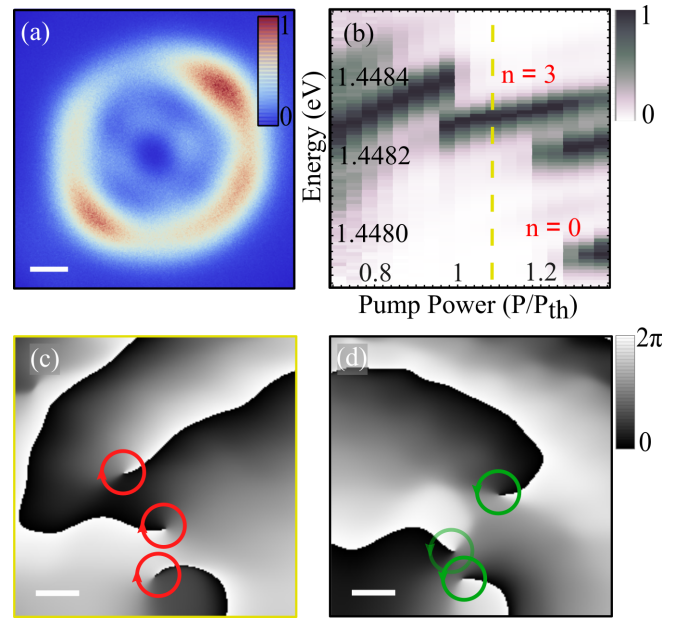 (a)
1
0
(b)
1
0
Energy (eV)
1.4484
1.4482
1.4480
n = 3
n = 0
0.8
1
1.2
Pump Power (P/Pth)
(c)
(d)
2π
0